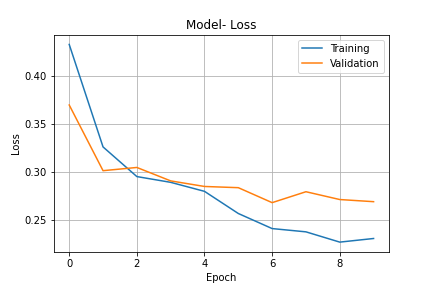 Model- Loss
Training
Validation
0.40
0.35
0.30
0.25
Loss
0
2
4
6
8
Epoch